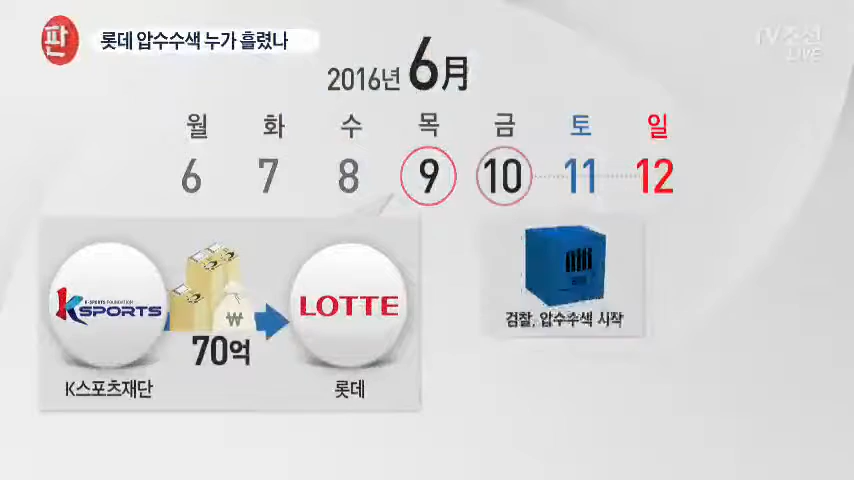 판
롯데 압수수색 누가 흘렸나
TV조선
LIVE
2016년 6月
월 화 수 목 금 토 일
6 7 8 9 10 11 12
K-SPORTS FOUNDATION
KSPORTS
₩
LOTTE
70억
K스포츠재단
롯데
검찰, 압수수색 시작